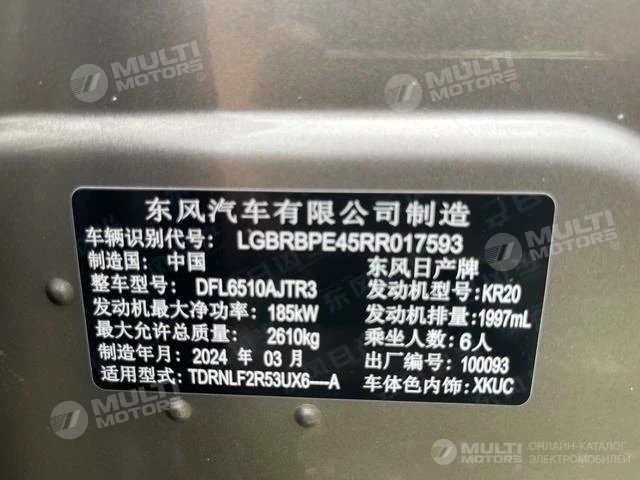 MULTI MOTORS
MULTI MOTORS
东风汽车有限公司制造
车辆识别代号: LGBRBPE45RR017593
制造国: 中国 东风日产牌
整车型号: DFL6510AJTR3 发动机型号: KR20
发动机最大净功率: 185kW 发动机排量: 1997mL
最大允许总质量: 2610kg 乘坐人数: 6人
制造年月: 2024 年 03 月 出厂编号: 100093
适用型式: TDRNLF2R53UX6—A 车体色内饰: XKUC
MULTI MOTORS
MULTI MOTORS
ОНЛАЙН-КАТАЛОГ
ЭЛЕКТРОМОБИЛЕЙ